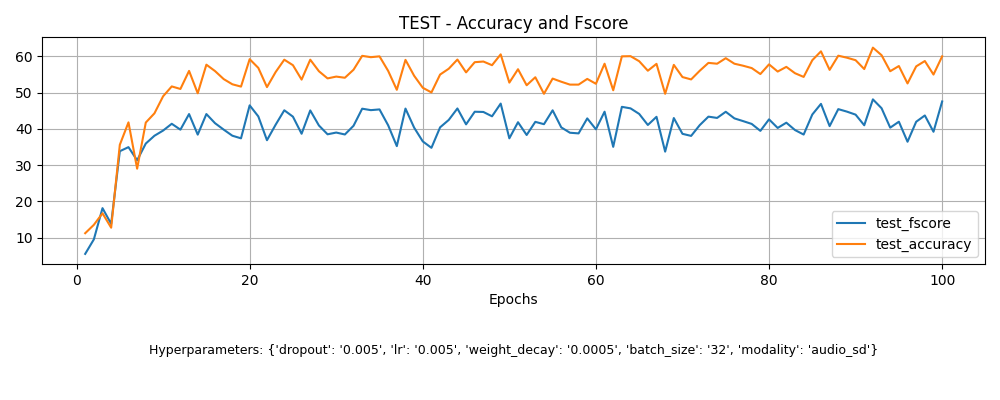 TEST - Accuracy and Fscore
60
50
40
30
20
10
test_fscore
test_accuracy
0 20 40 60 80 100
Epochs
Hyperparameters: {'dropout': '0.005', 'lr': '0.005', 'weight_decay': '0.0005', 'batch_size': '32', 'modality': 'audio_sd'}